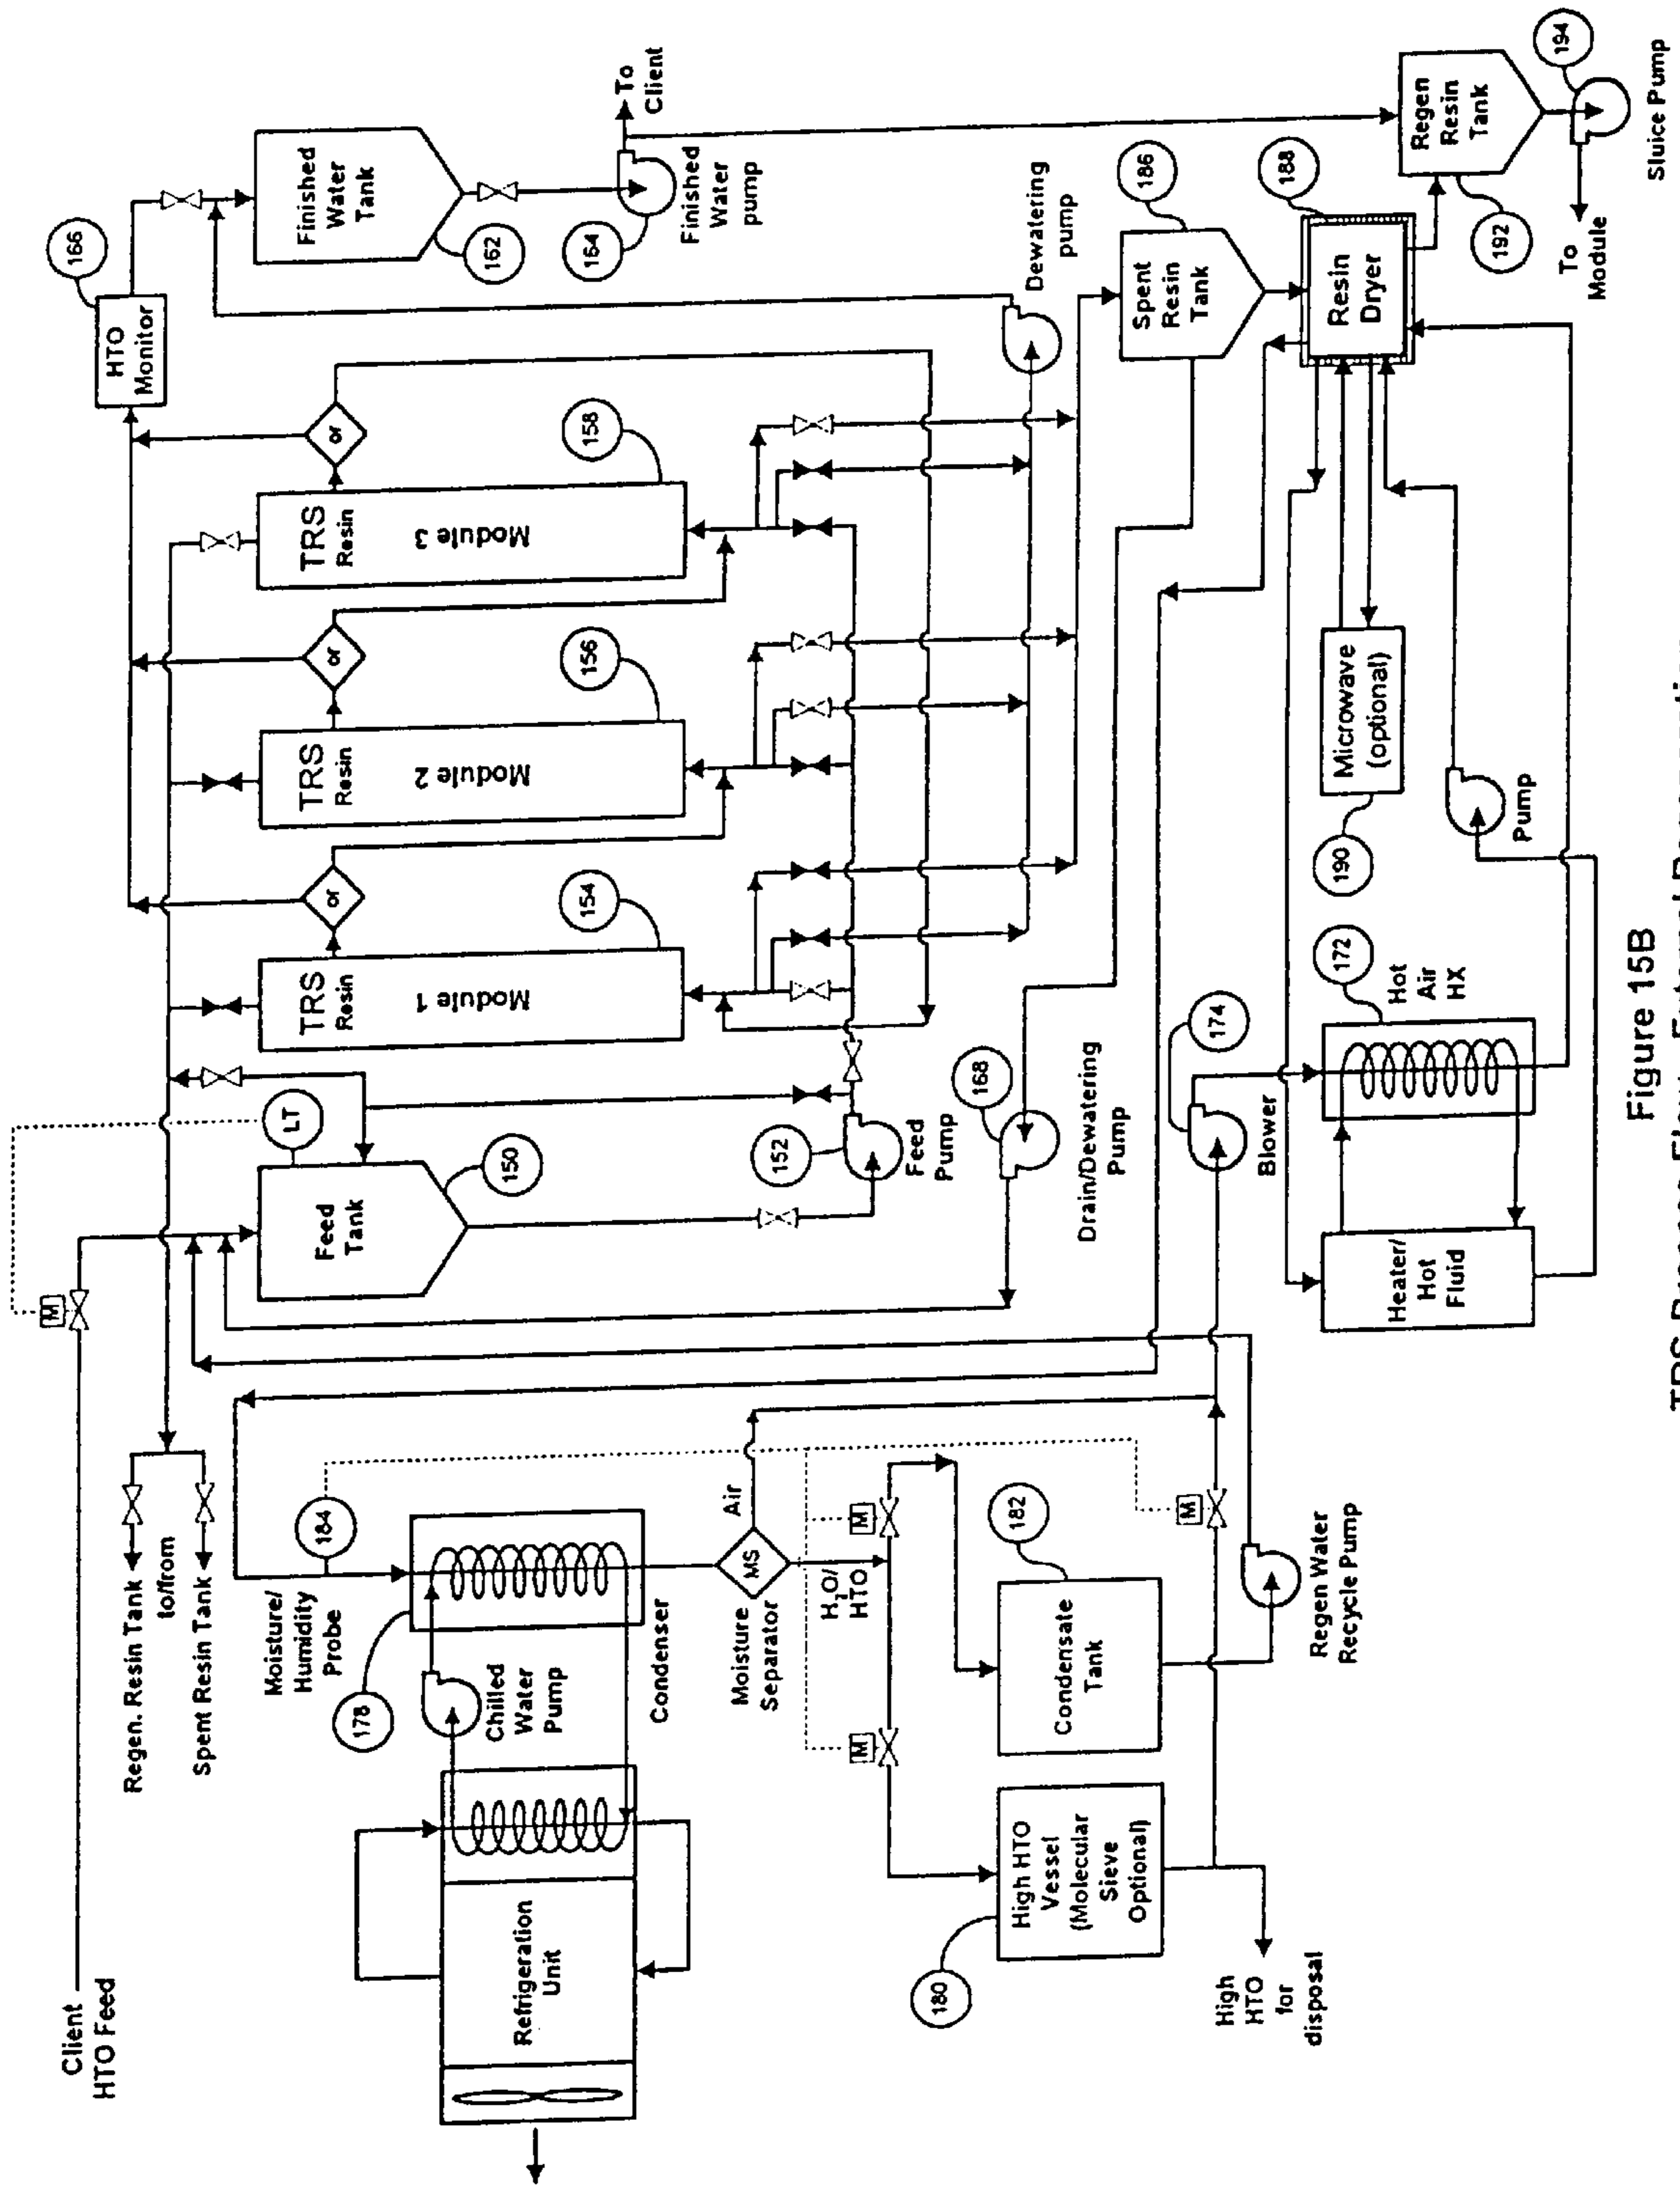 Client
HTO Feed
M
Regen. Resin Tank
to/from
Spent Resin Tank
LT
Feed
Tank
150
152
Feed
Pump
TRS
Resin
Module 1
154
or
TRS
Resin
Module 2
156
or
TRS
Resin
Module 3
158
or
HTO
Monitor
166
Finished
Water
Tank
162
164
Finished
Water
pump
To
Client
Dewatering
pump
Refrigeration
Unit
Chilled
Water
Pump
178
Moisture/
Humidity
Probe
184
Condenser
Moisture
Separator
MS
Air
H2O/
HTO
M
M
M
High HTO
Vessel
(Molecular
Sieve
Optional)
180
High
HTO
for
disposal
Condensate
Tank
182
Regen Water
Recycle Pump
168
Drain/Dewatering
Pump
174
Blower
172
Hot
Air
HX
Heater/
Hot
Fluid
Pump
Microwave
(optional)
190
Spent
Resin
Tank
186
Resin
Dryer
188
Regen
Resin
Tank
192
194
To
Module
Sluice Pump
Figure 15B
TRS Process Flow - External Regeneration